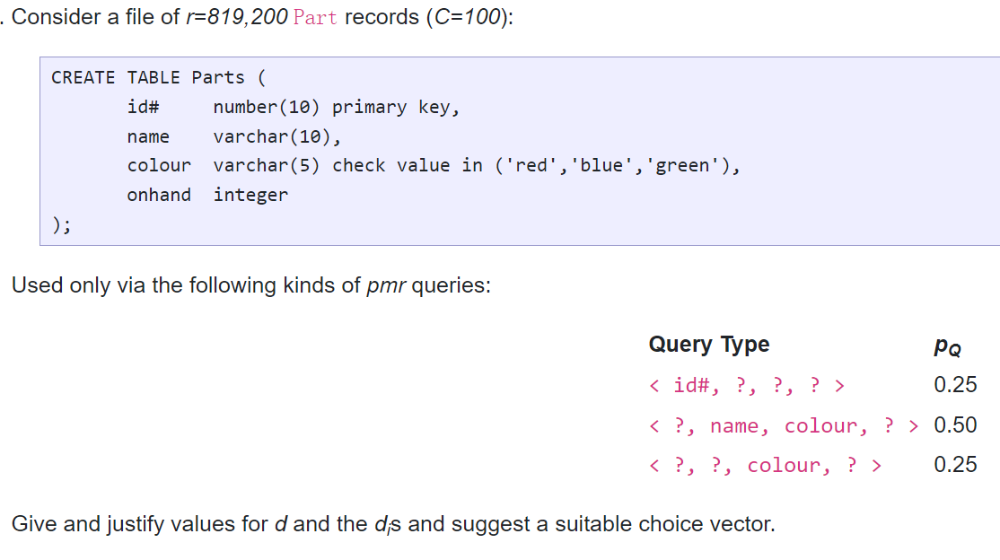 . Consider a file of r=819,200 Part records (C=100):
CREATE TABLE Parts (
id# number(10) primary key,
name varchar(10),
colour varchar(5) check value in ('red','blue','green'),
onhand integer
);
Used only via the following kinds of pmr queries:
Query Type pQ
< id#, ?, ?, ? > 0.25
< ?, name, colour, ? > 0.50
< ?, ?, colour, ? > 0.25
Give and justify values for d and the dis and suggest a suitable choice vector.